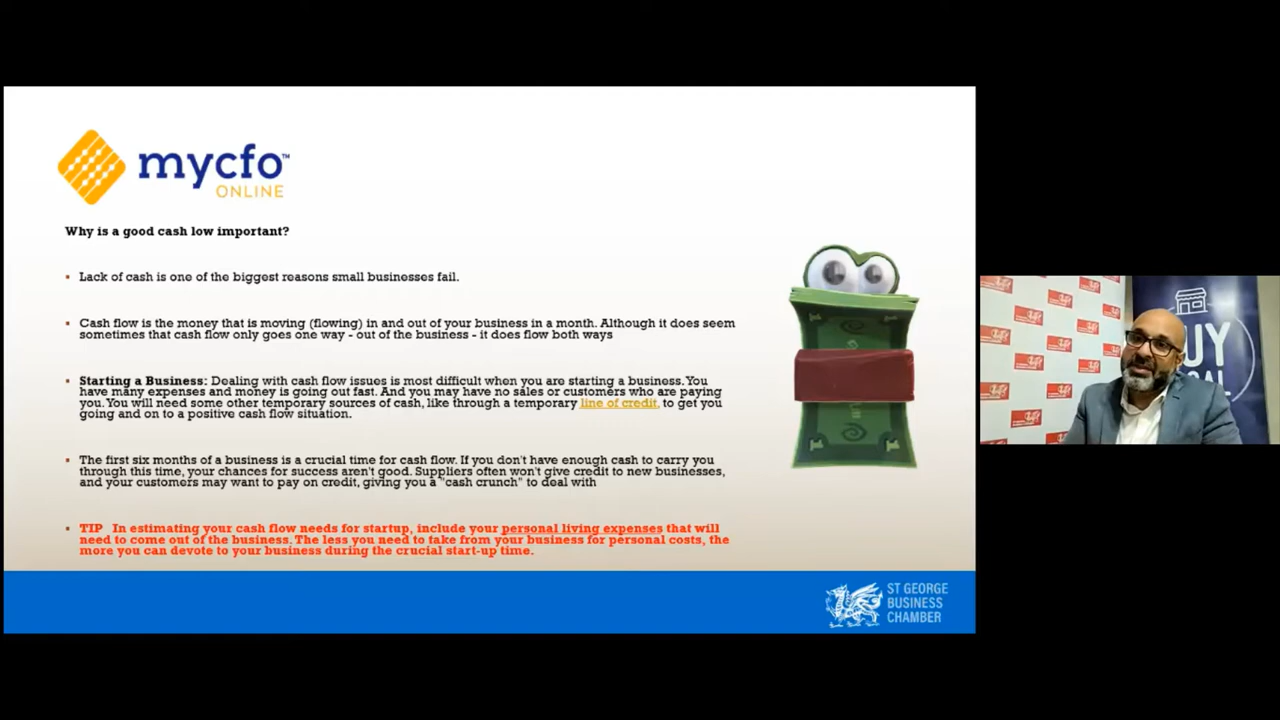 mycfo™
ONLINE
Why is a good cash low important?
▪ Lack of cash is one of the biggest reasons small businesses fail.
▪ Cash flow is the money that is moving (flowing) in and out of your business in a month. Although it does seem
sometimes that cash flow only goes one way - out of the business - it does flow both ways
▪ Starting a Business: Dealing with cash flow issues is most difficult when you are starting a business. You
have many expenses and money is going out fast. And you may have no sales or customers who are paying
you. You will need some other temporary sources of cash, like through a temporary line of credit, to get you
going and on to a positive cash flow situation.
▪ The first six months of a business is a crucial time for cash flow. If you don't have enough cash to carry you
through this time, your chances for success aren't good. Suppliers often won't give credit to new businesses,
and your customers may want to pay on credit, giving you a "cash crunch" to deal with
▪ TIP In estimating your cash flow needs for startup, include your personal living expenses that will
need to come out of the business. The less you need to take from your business for personal costs, the
more you can devote to your business during the crucial start-up time.
ST GEORGE
BUSINESS
CHAMBER